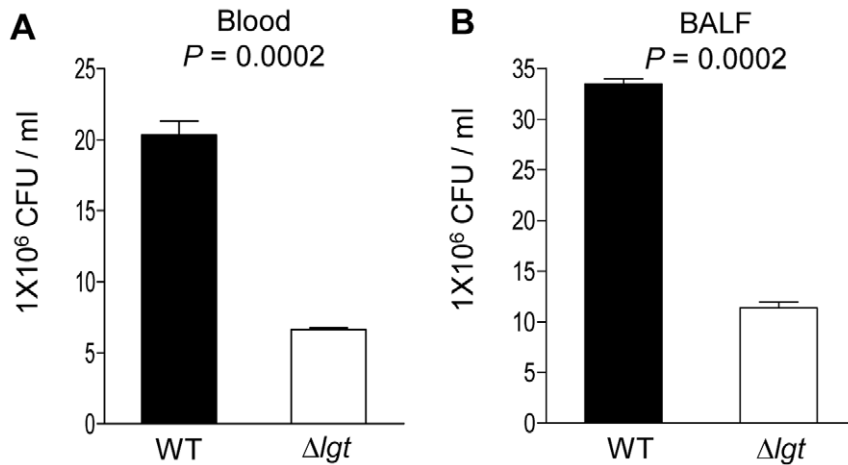 A
Blood
P = 0.0002
1X10⁶ CFU / ml
25
20
15
10
5
0
WT
Δlgt
B
BALF
P = 0.0002
1X10⁶ CFU / ml
35
30
25
20
15
10
5
0
WT
Δlgt